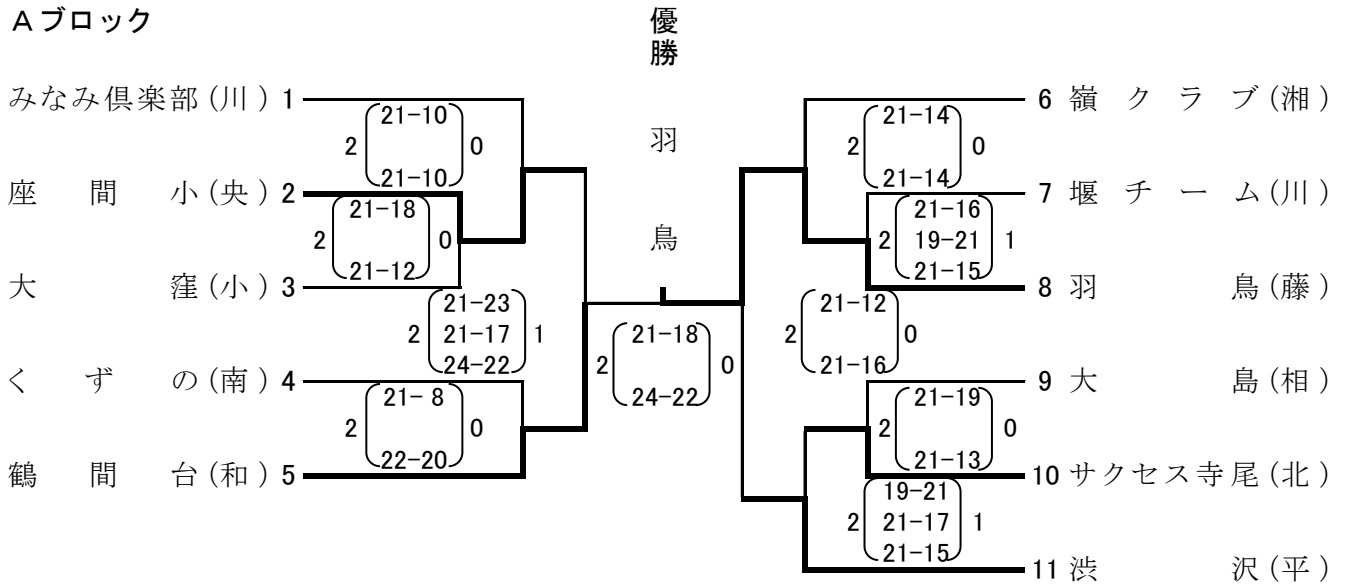 Aブロック
優勝
羽鳥
みなみ倶楽部(川) 1
21-10
2 0
21-10
座間小(央) 2
21-18
2 0
21-12
大窪(小) 3
21-23
2 21-17 1
24-22
くずの(南) 4
21- 8
2 0
22-20
鶴間台(和) 5
21-18
2 0
24-22
6 嶺クラブ(湘)
21-14
2 0
21-14
7 堰チーム(川)
21-16
2 19-21 1
21-15
8 羽鳥(藤)
21-12
2 0
21-16
9 大島(相)
21-19
2 0
21-13
10 サクセス寺尾(北)
19-21
2 21-17 1
21-15
11 渋沢(平)